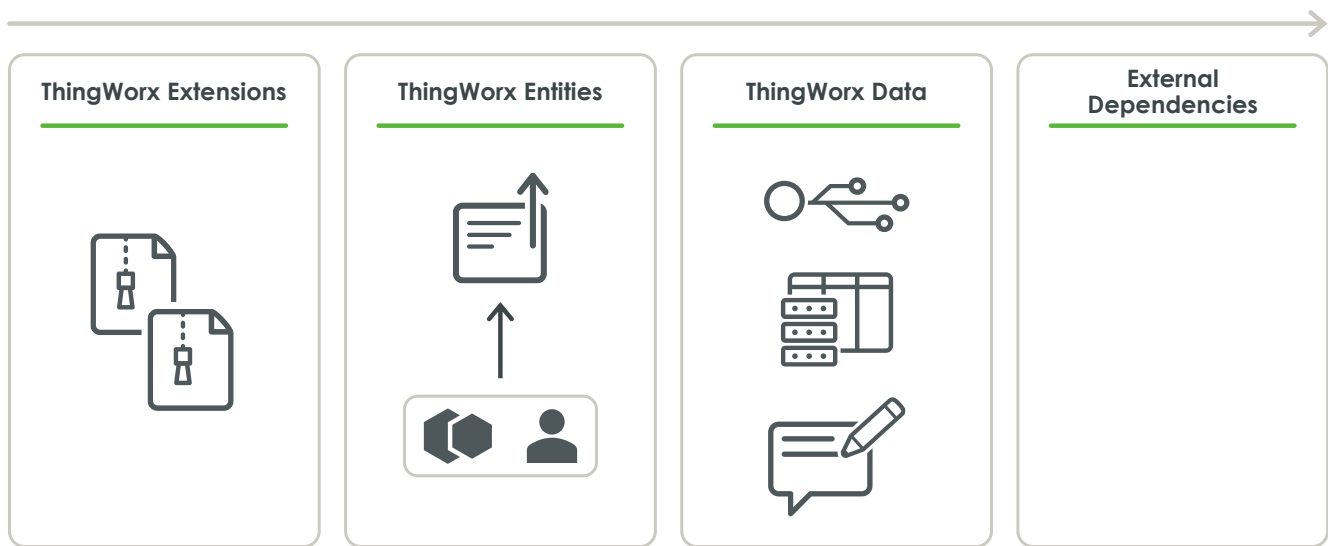 ThingWorx Extensions
ThingWorx Entities
ThingWorx Data
External
Dependencies